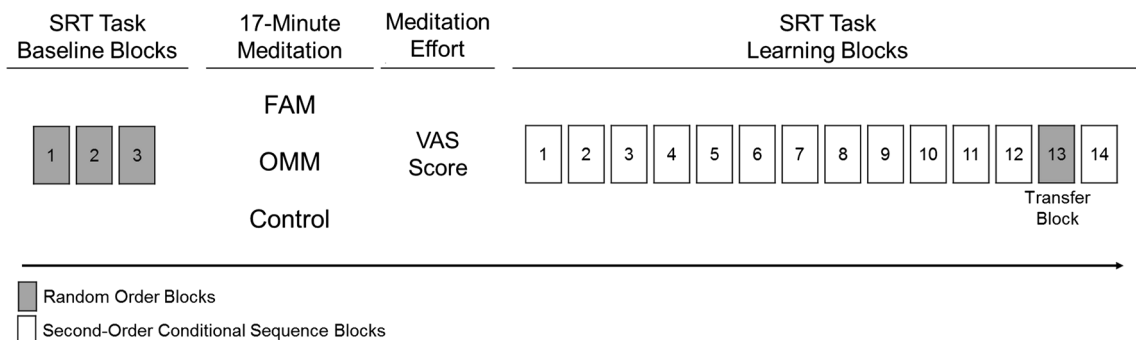 SRT Task
Baseline Blocks
17-Minute
Meditation
Meditation
Effort
SRT Task
Learning Blocks
1 2 3
FAM
OMM
Control
VAS
Score
1 2 3 4 5 6 7 8 9 10 11 12 13 14
Transfer
Block
Random Order Blocks
Second-Order Conditional Sequence Blocks